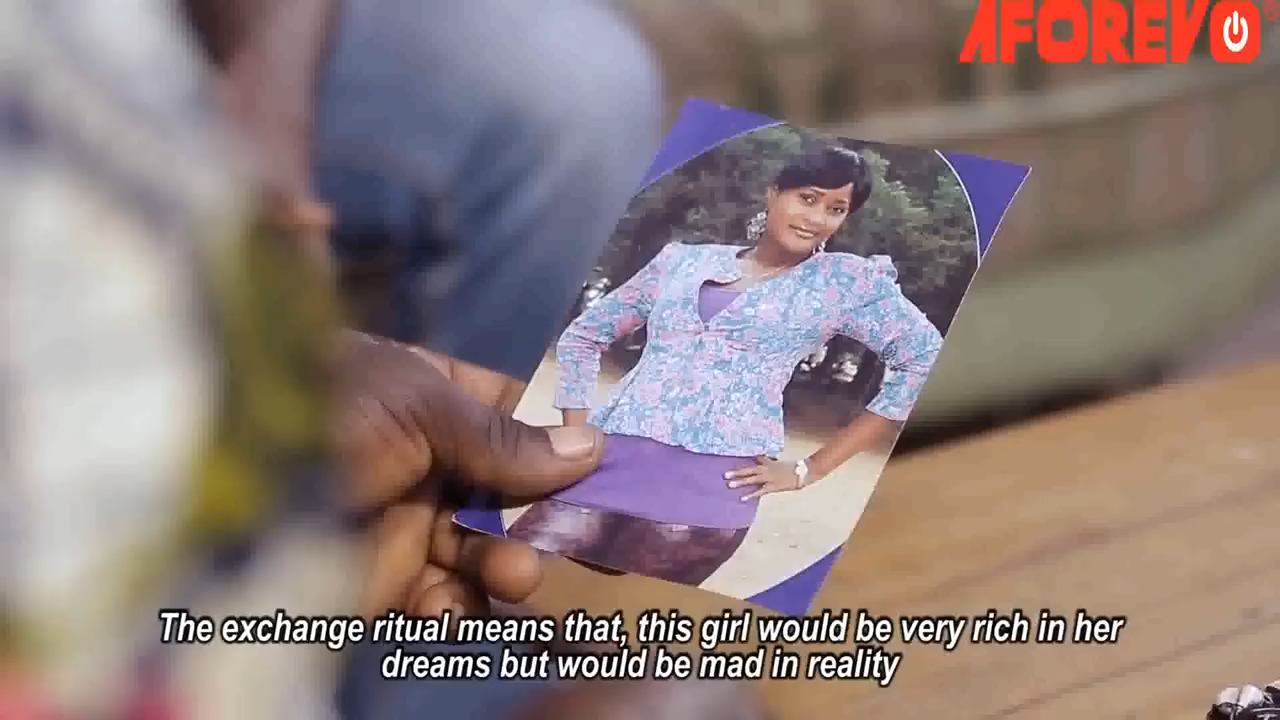 AFOREVO
The exchange ritual means that, this girl would be very rich in her
dreams but would be mad in reality